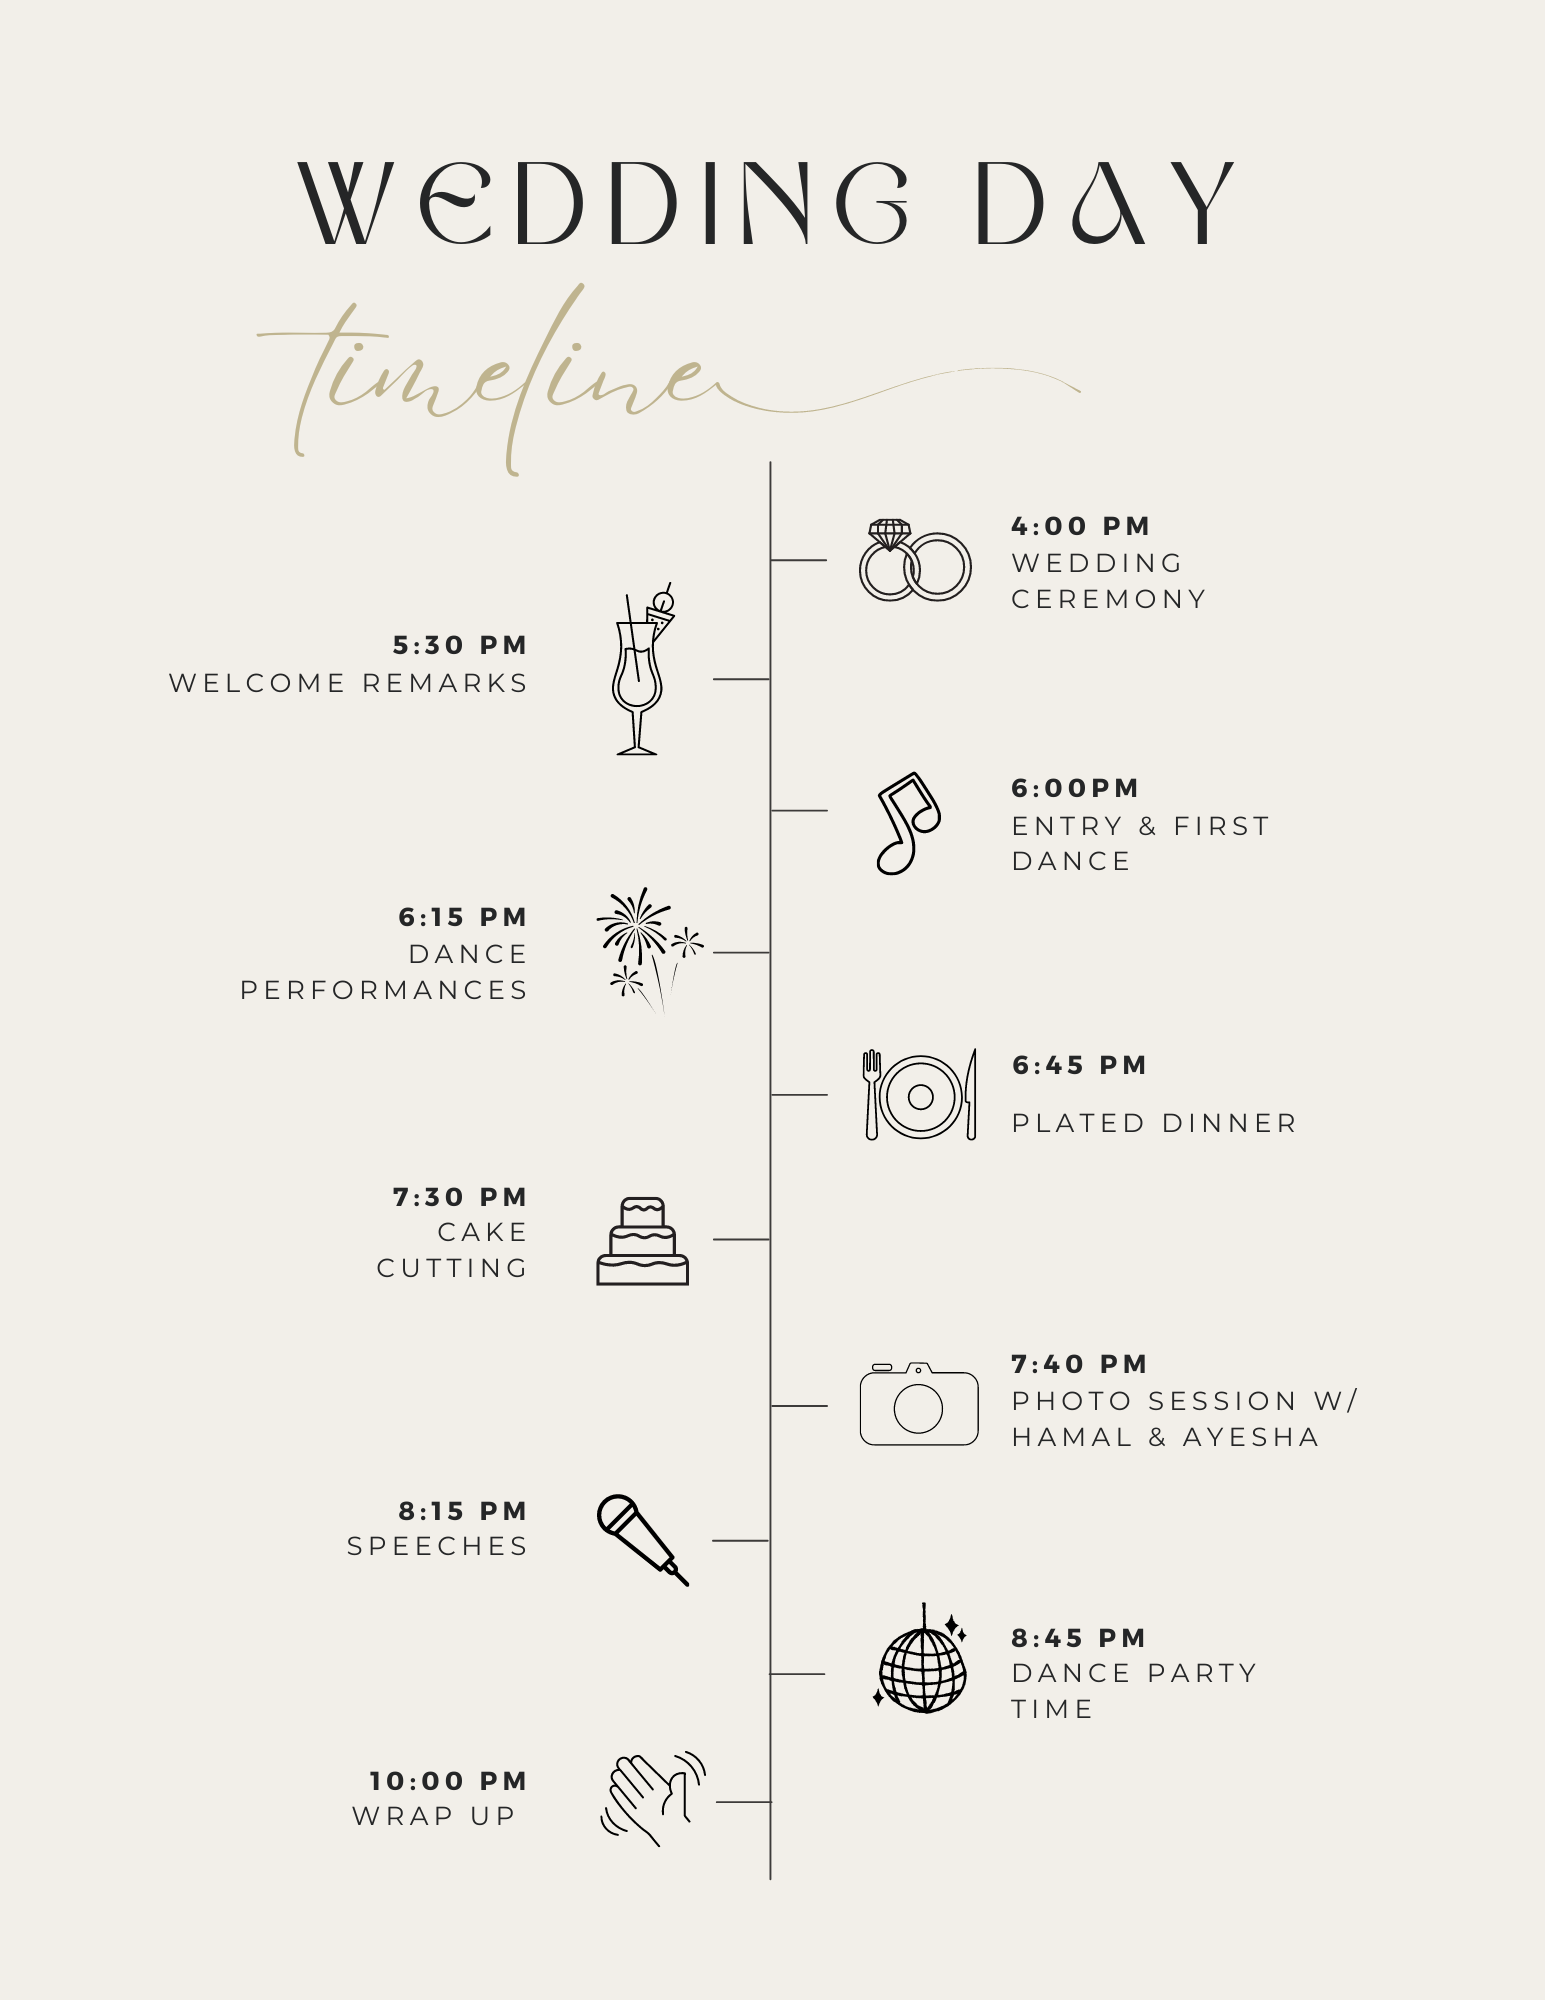 WEDDING DAY
timeline
4:00 PM
WEDDING
CEREMONY
5:30 PM
WELCOME REMARKS
6:00PM
ENTRY & FIRST
DANCE
6:15 PM
DANCE
PERFORMANCES
6:45 PM
PLATED DINNER
7:30 PM
CAKE
CUTTING
7:40 PM
PHOTO SESSION W/
HAMAL & AYESHA
8:15 PM
SPEECHES
8:45 PM
DANCE PARTY
TIME
10:00 PM
WRAP UP